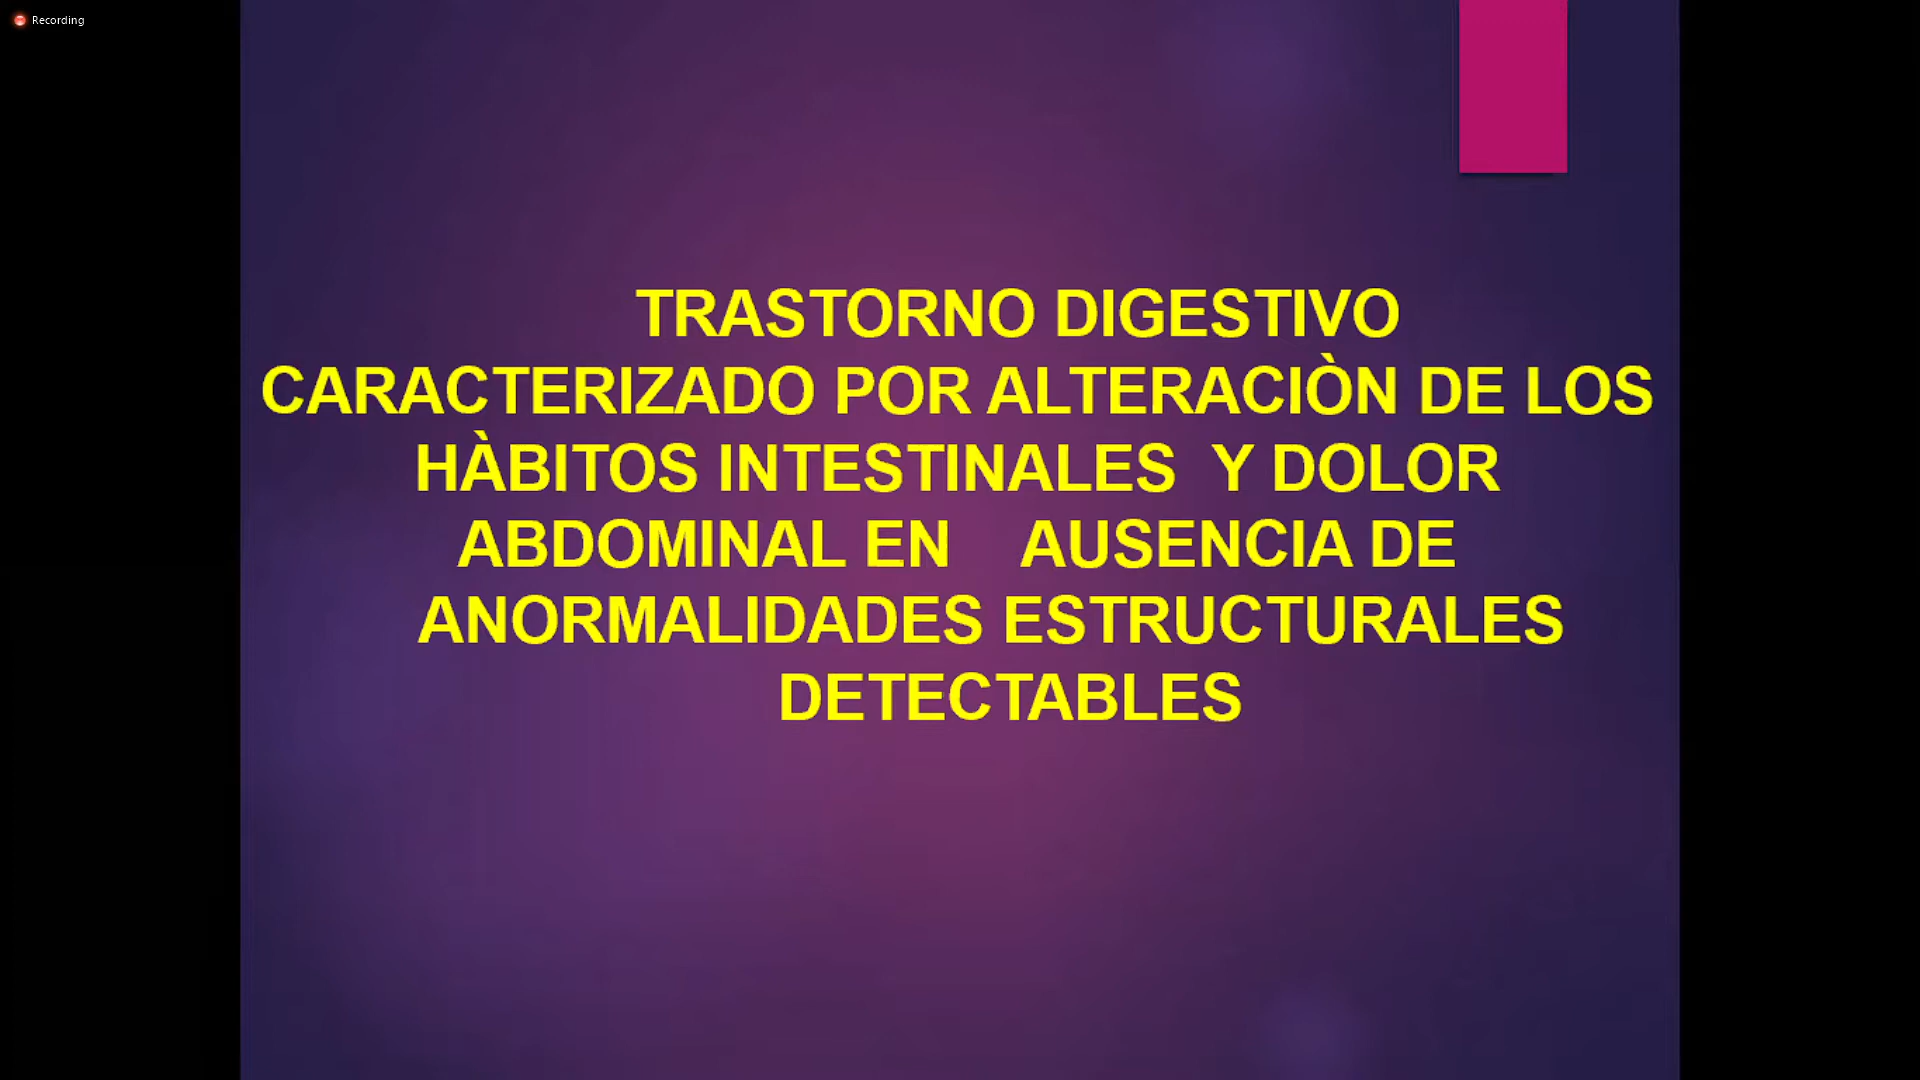 Recording
TRASTORNO DIGESTIVO
CARACTERIZADO POR ALTERACIÒN DE LOS
HÀBITOS INTESTINALES Y DOLOR
ABDOMINAL EN AUSENCIA DE
ANORMALIDADES ESTRUCTURALES
DETECTABLES